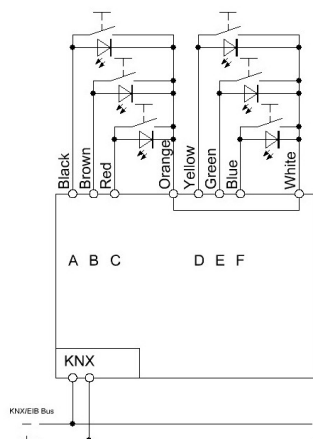 Black
Brown
Red
Orange
Yellow
Green
Blue
White
A B C D E F
KNX
KNX/EIB Bus